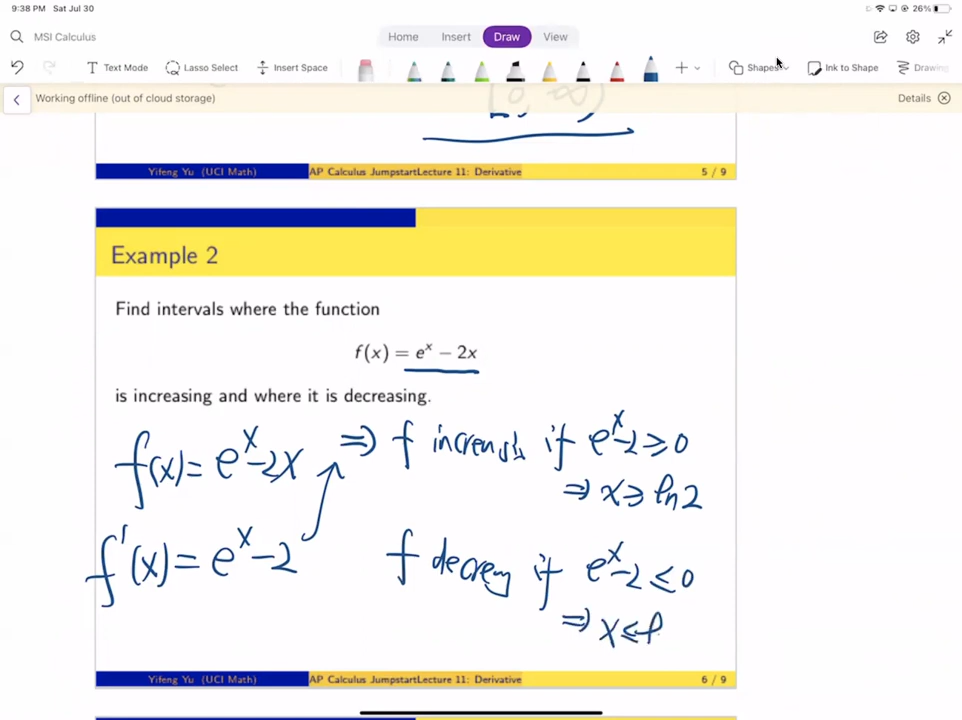 9:38 PM Sat Jul 30
26%
MSI Calculus
Home Insert Draw View
Text Mode Lasso Select Insert Space Shapes Ink to Shape Drawing
Working offline (out of cloud storage) Details
[0, ∞)
Yifeng Yu (UCI Math) AP Calculus JumpstartLecture 11: Derivative 5 / 9
Example 2
Find intervals where the function
f(x) = e^x − 2x
is increasing and where it is decreasing.
f(x) = e^x − 2x ⇒ f if e^x − 2 ≥ 0
⇒ x ≥ ln 2
f'(x) = e^x − 2 f if e^x − 2 ≤ 0
⇒ x ≤ l
Yifeng Yu (UCI Math) AP Calculus JumpstartLecture 11: Derivative 6 / 9